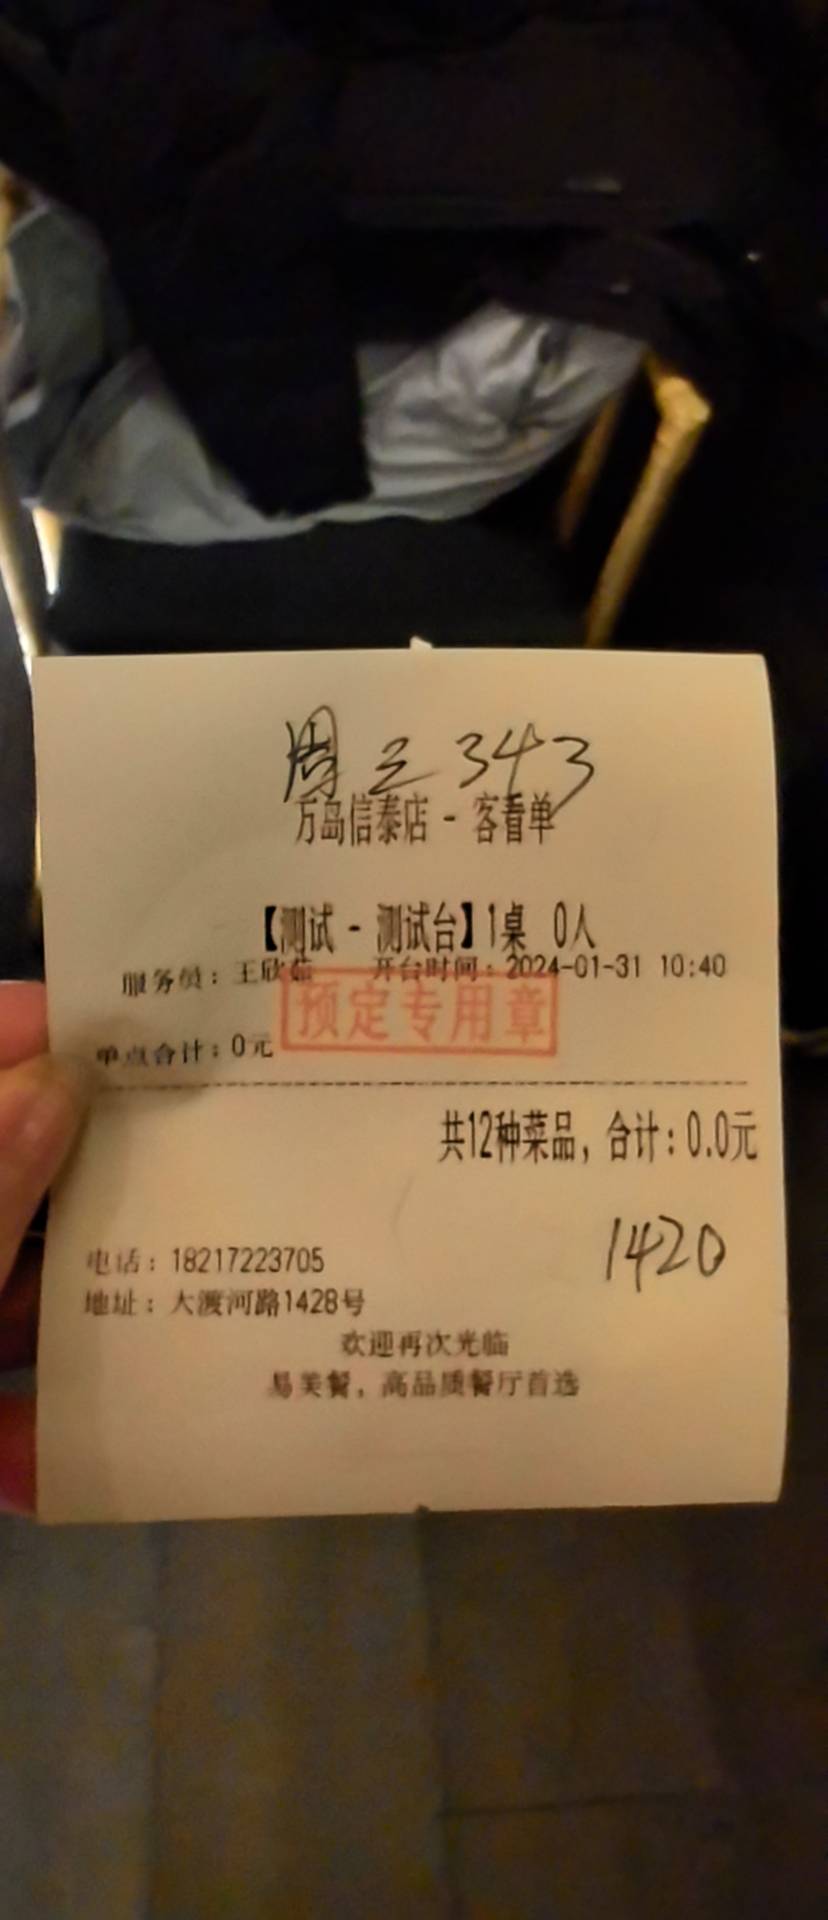 周三 343
万岛信泰店 - 客看单
【测试 - 测试台】1桌 0人
服务员：王欣茹 开台时间：2024-01-31 10:40
预定专用章
单点合计：0元
共12种菜品，合计：0.0元
1420
电话：18217223705
地址：大渡河路1428号
欢迎再次光临
易美餐，高品质餐厅首选